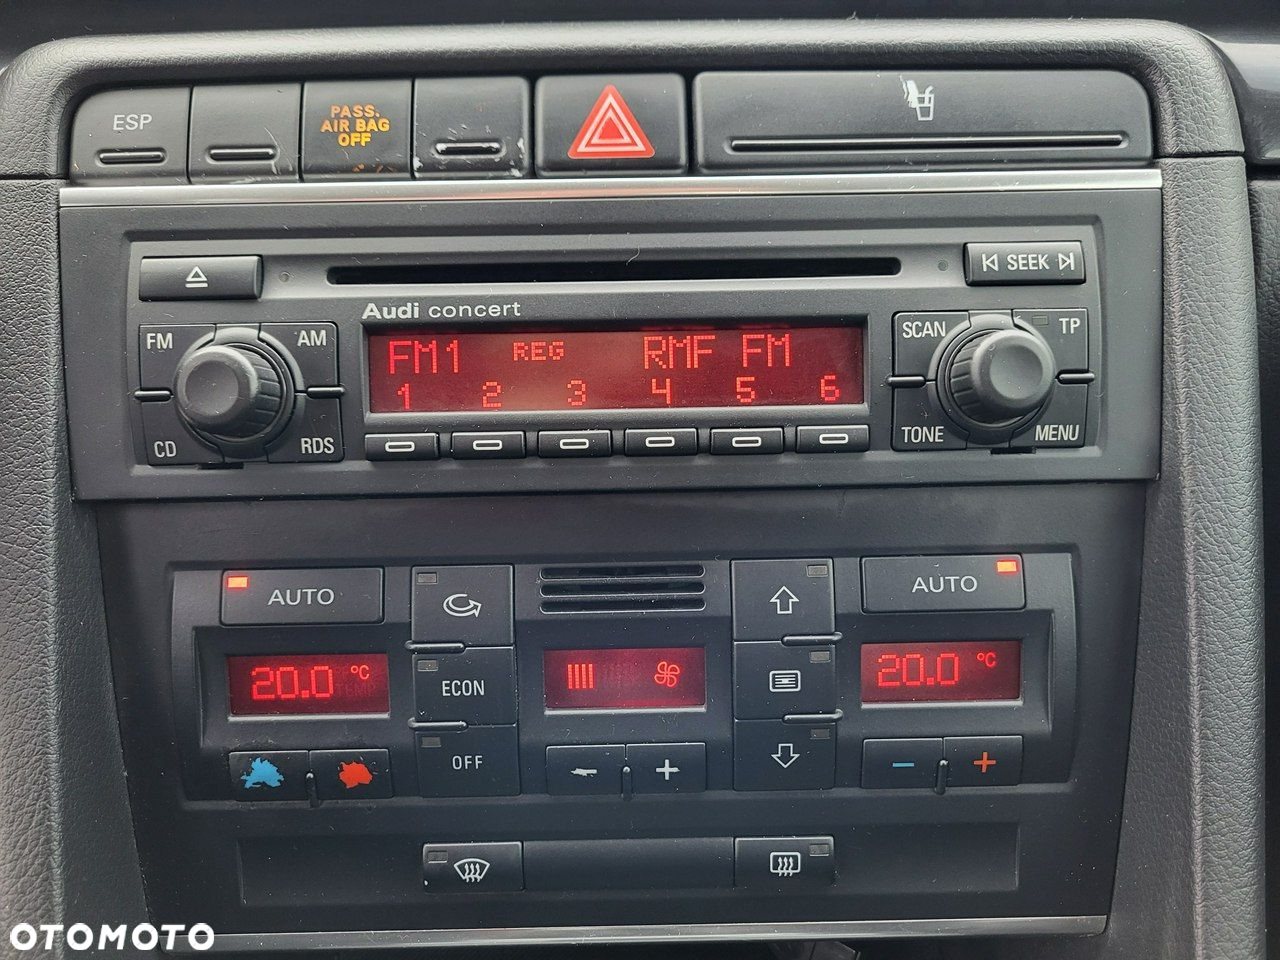 ESP
PASS.
AIR BAG
OFF
SEEK
Audi concert
FM
AM
CD
RDS
FM1 REG RMF FM
1 2 3 4 5 6
SCAN
TP
TONE
MENU
AUTO
AUTO
20.0 °C
TEMP
ECON
OFF
20.0 °C
- +
- +
OTOMOTO